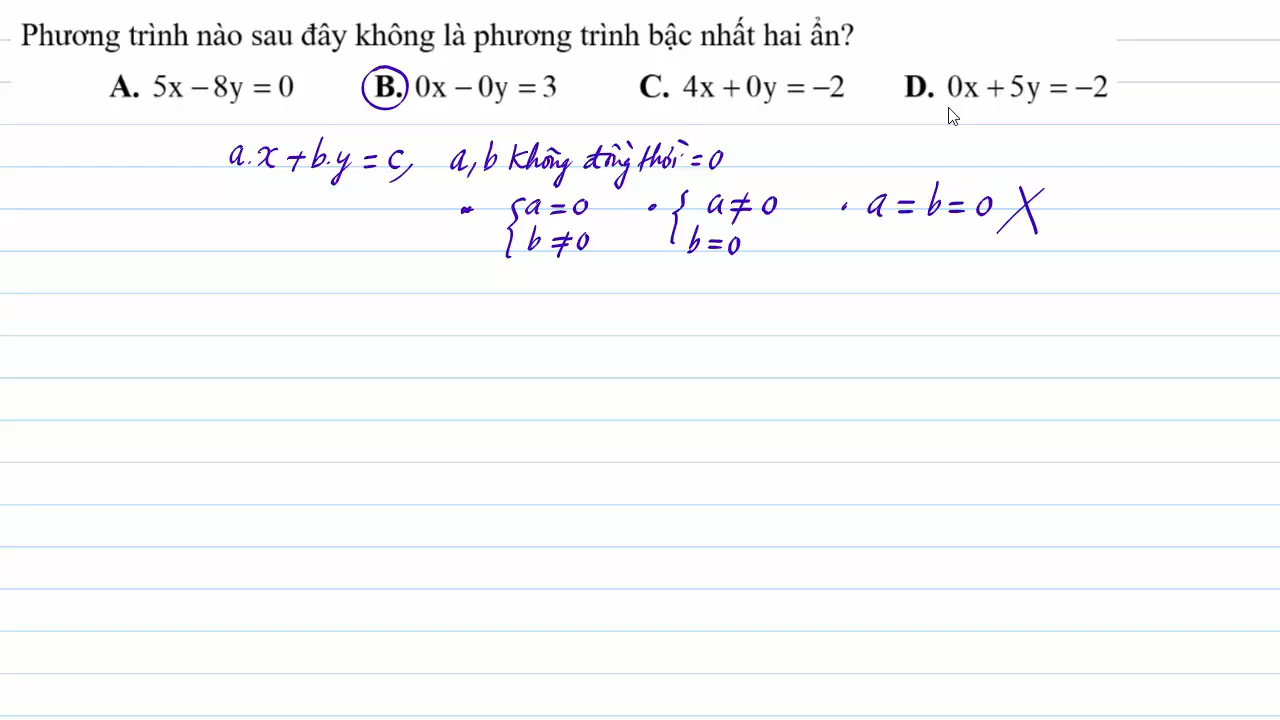 Phương trình nào sau đây không là phương trình bậc nhất hai ẩn?
A. 5x − 8y = 0 B. 0x − 0y = 3 C. 4x + 0y = −2 D. 0x + 5y = −2
a.x + b.y = c, a, b không đồng thời = 0
• { a = 0 • { a ≠ 0 • a = b = 0 X
b ≠ 0 b = 0